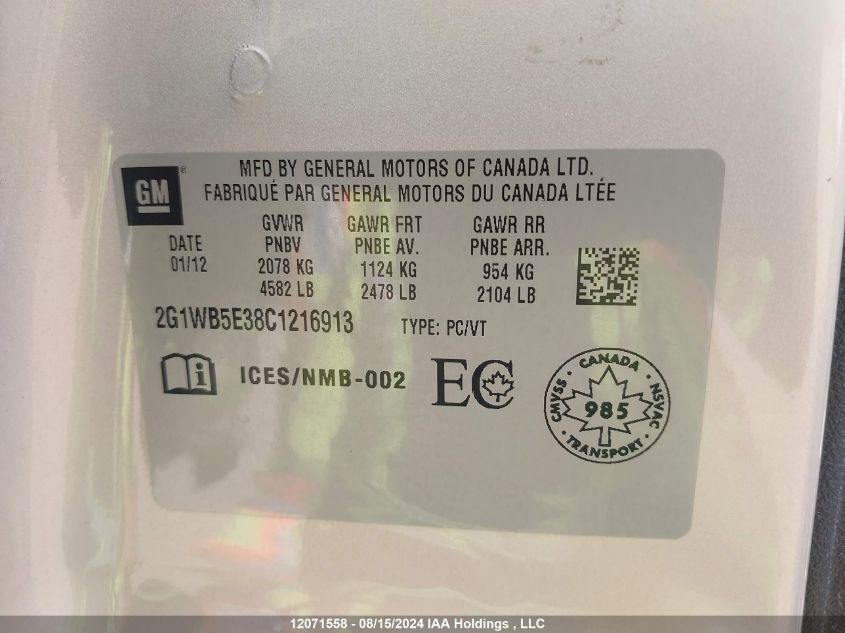 GM®
MFD BY GENERAL MOTORS OF CANADA LTD.
FABRIQUÉ PAR GENERAL MOTORS DU CANADA LTÉE
GVWR GAWR FRT GAWR RR
DATE PNBV PNBE AV. PNBE ARR.
01/12 2078 KG 1124 KG 954 KG
4582 LB 2478 LB 2104 LB
2G1WB5E38C1216913 TYPE: PC/VT
i ICES/NMB-002 EC
CANADA
CMVSS 985 NSVAC
TRANSPORT
12071558 - 08/15/2024 IAA Holdings , LLC